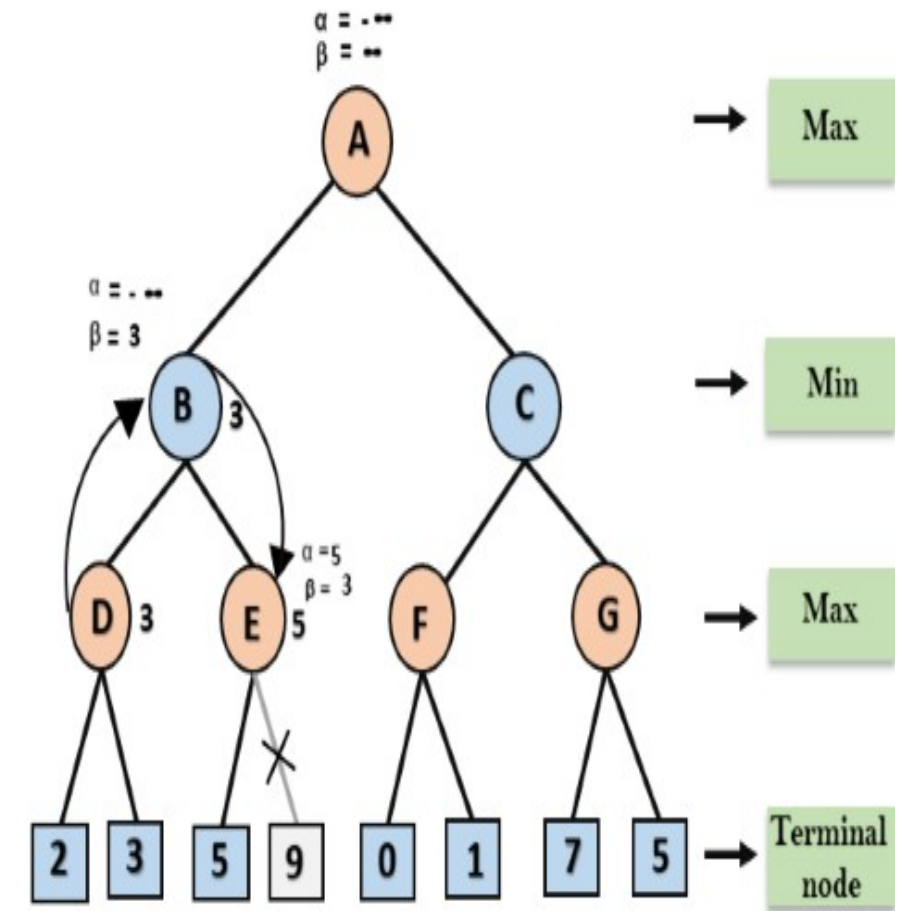 α = - ∞
β = ∞
A
Max
α = - ∞
β = 3
B
3
C
Min
α = 5
β = 3
D
3
E
5
F
G
Max
2
3
5
9
0
1
7
5
Terminal
node